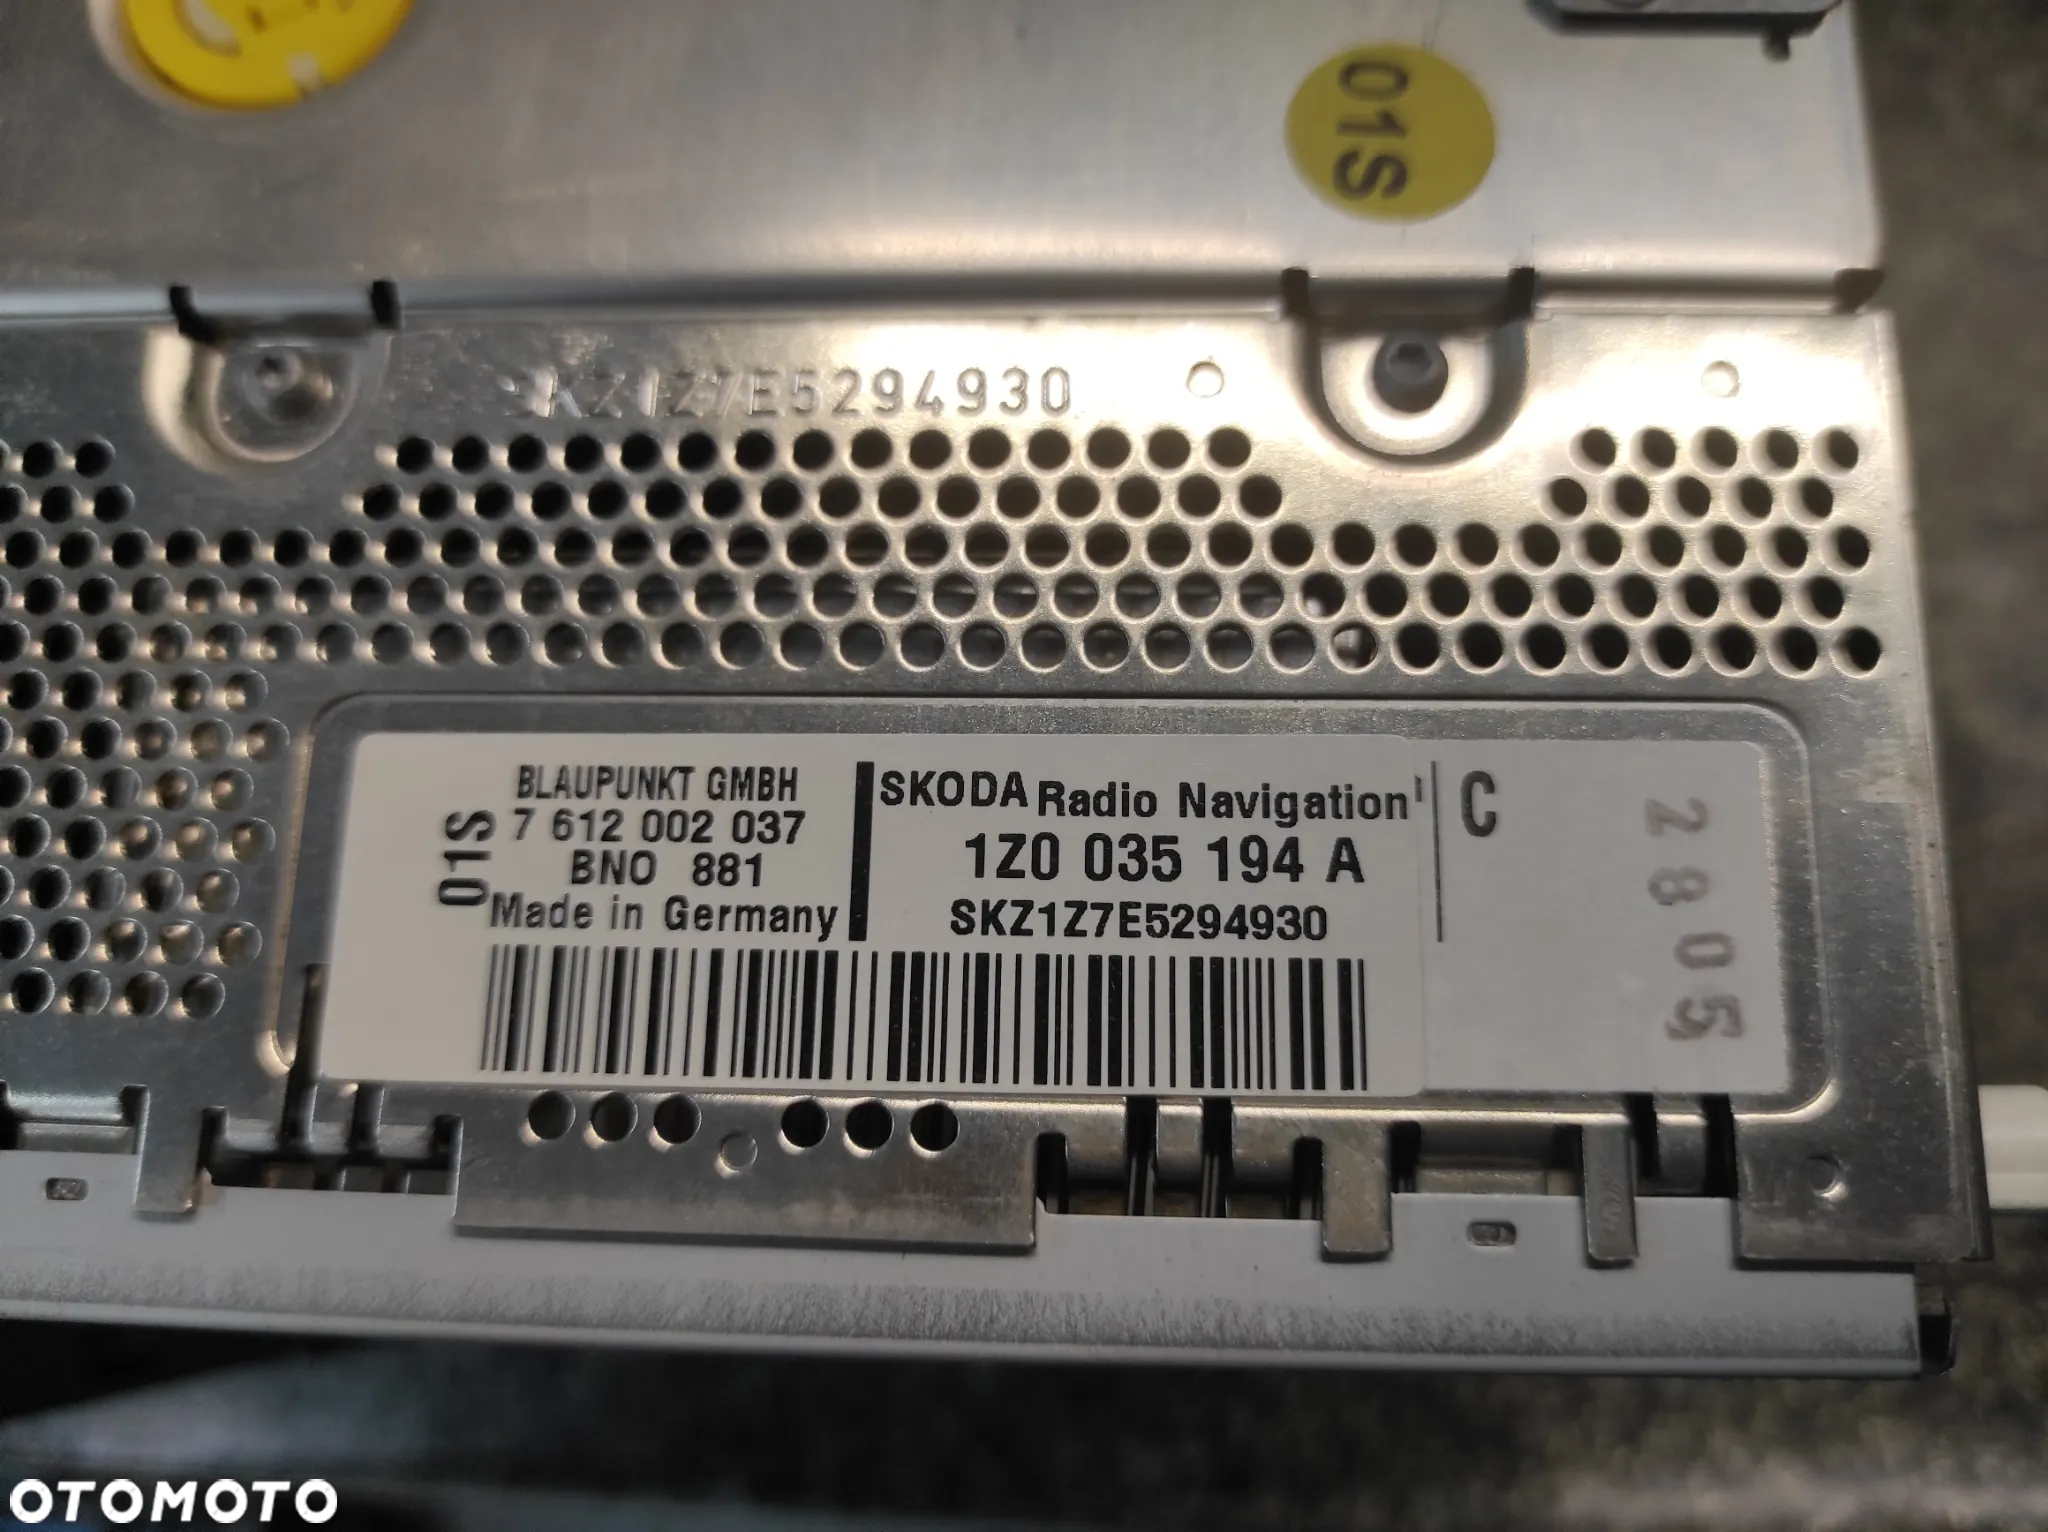 01S
SKZ1Z7E5294930
01S
BLAUPUNKT GMBH
7 612 002 037
BNO 881
Made in Germany
SKODA Radio Navigation
1Z0 035 194 A
SKZ1Z7E5294930
C
2805
OTOMOTO